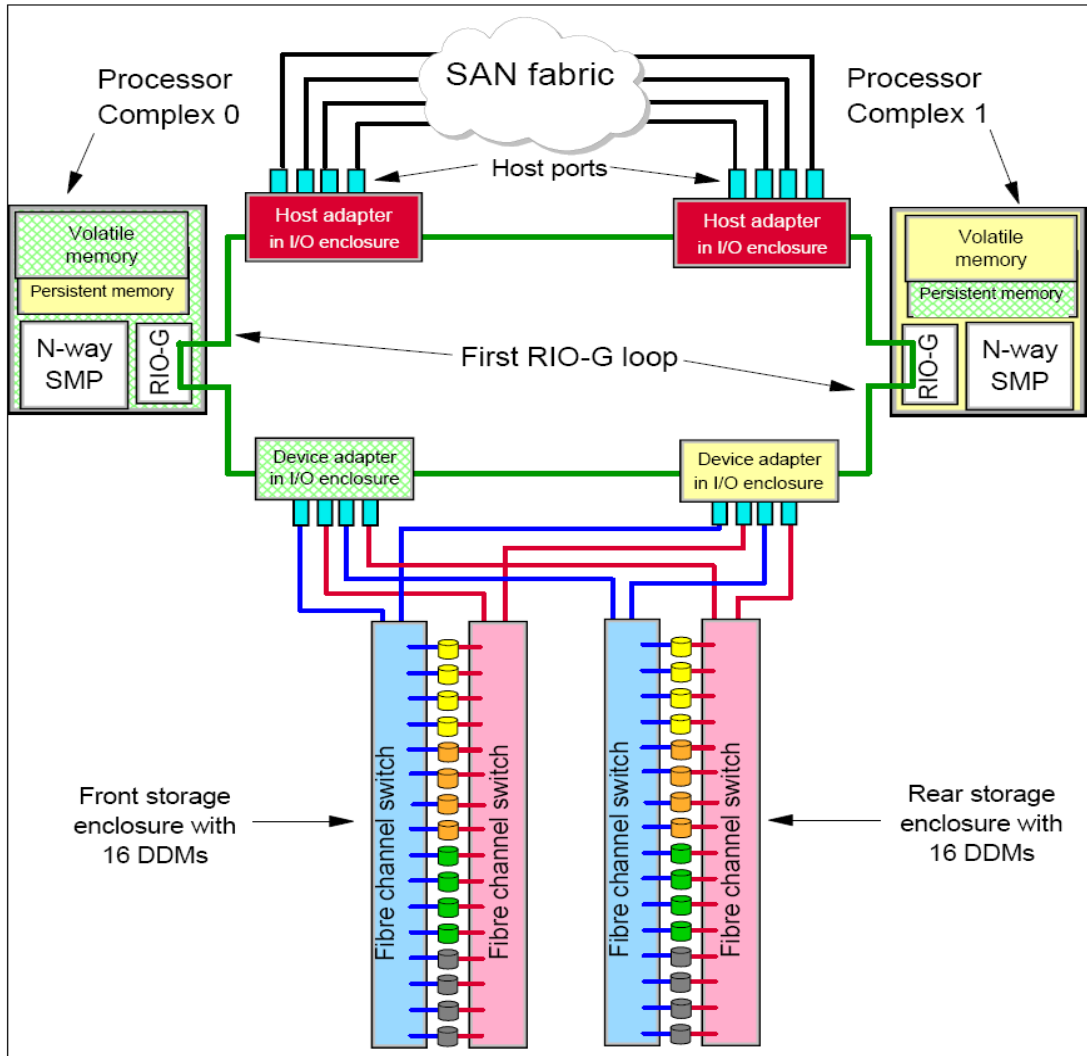 SAN fabric
Processor
Complex 0
Processor
Complex 1
Host ports
Host adapter
in I/O enclosure
Host adapter
in I/O enclosure
Volatile
memory
Persistent memory
N-way
SMP
RIO-G
Volatile
memory
Persistent memory
RIO-G
N-way
SMP
First RIO-G loop
Device adapter
in I/O enclosure
Device adapter
in I/O enclosure
Front storage
enclosure with
16 DDMs
Fibre channel switch
Fibre channel switch
Fibre channel switch
Fibre channel switch
Rear storage
enclosure with
16 DDMs